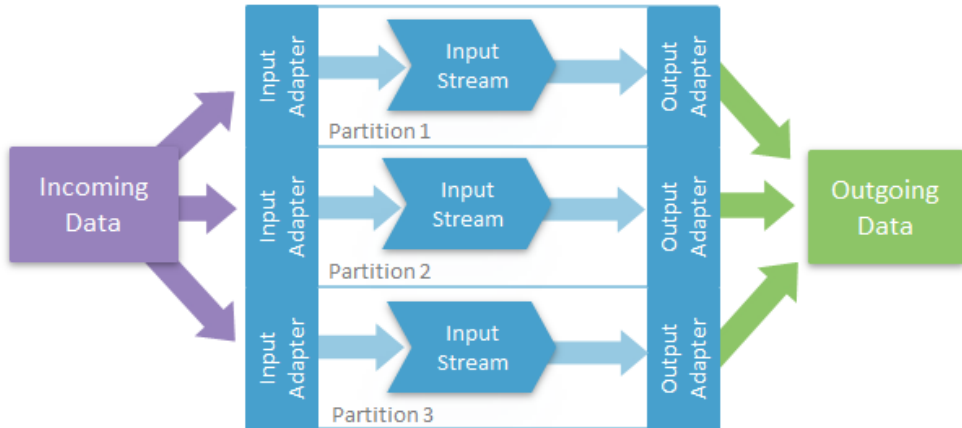 Incoming
Data
Input
Adapter
Input
Stream
Output
Adapter
Partition 1
Input
Adapter
Input
Stream
Output
Adapter
Partition 2
Input
Adapter
Input
Stream
Output
Adapter
Partition 3
Outgoing
Data